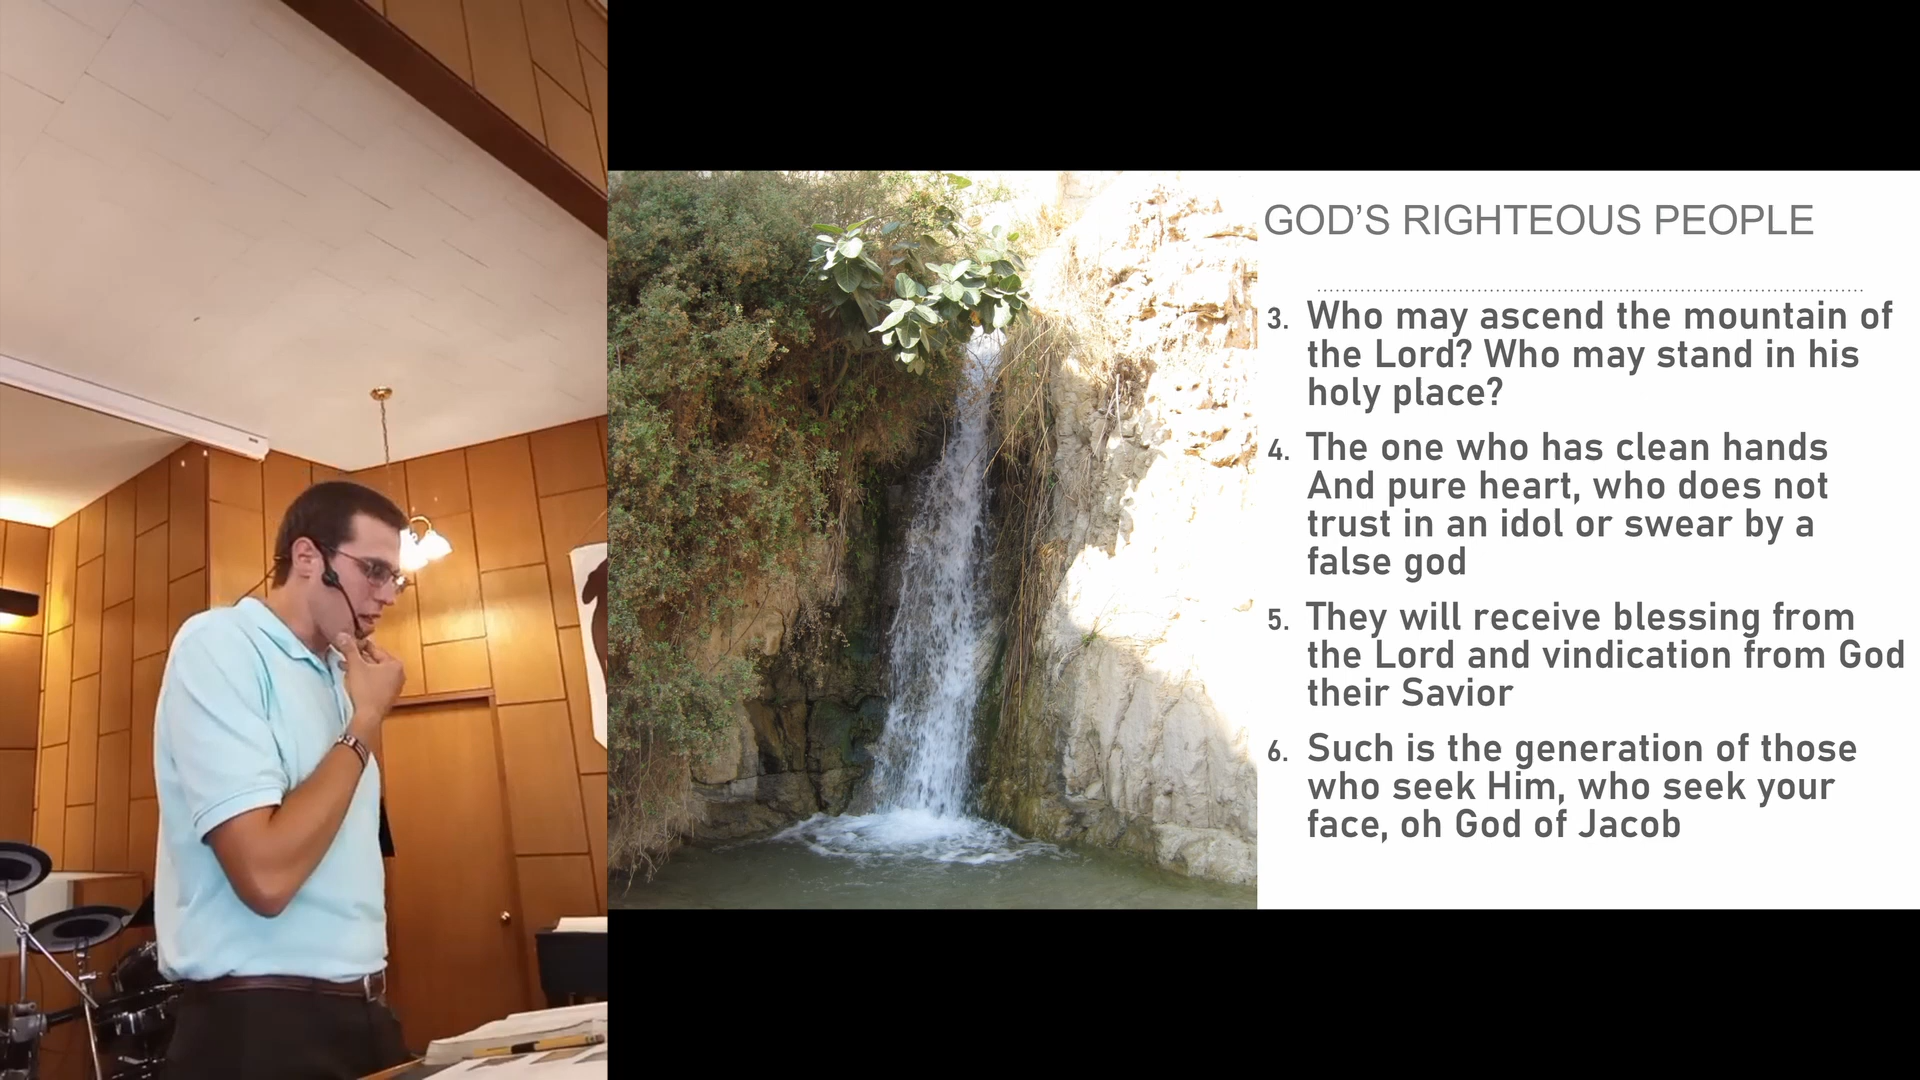 GOD'S RIGHTEOUS PEOPLE
3. Who may ascend the mountain of
the Lord? Who may stand in his
holy place?
4. The one who has clean hands
And pure heart, who does not
trust in an idol or swear by a
false god
5. They will receive blessing from
the Lord and vindication from God
their Savior
6. Such is the generation of those
who seek Him, who seek your
face, oh God of Jacob